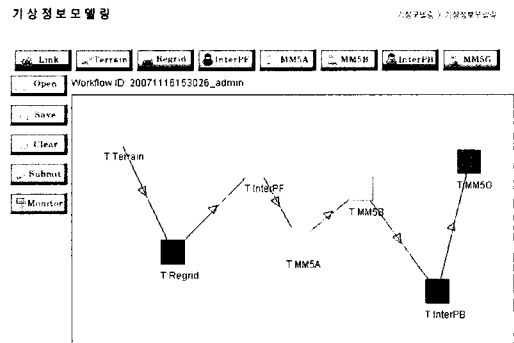 기상정보모델링
Link Terrain Regrid InterPF MM5A MM5B InterPB MM5G
Open Workflow ID: 20071116153026_admin
Save
Clear
Submit
Monitor
T Terrain
T InterPF
T MM5G
T MM5B
T MM5A
T Regrid
T InterPB